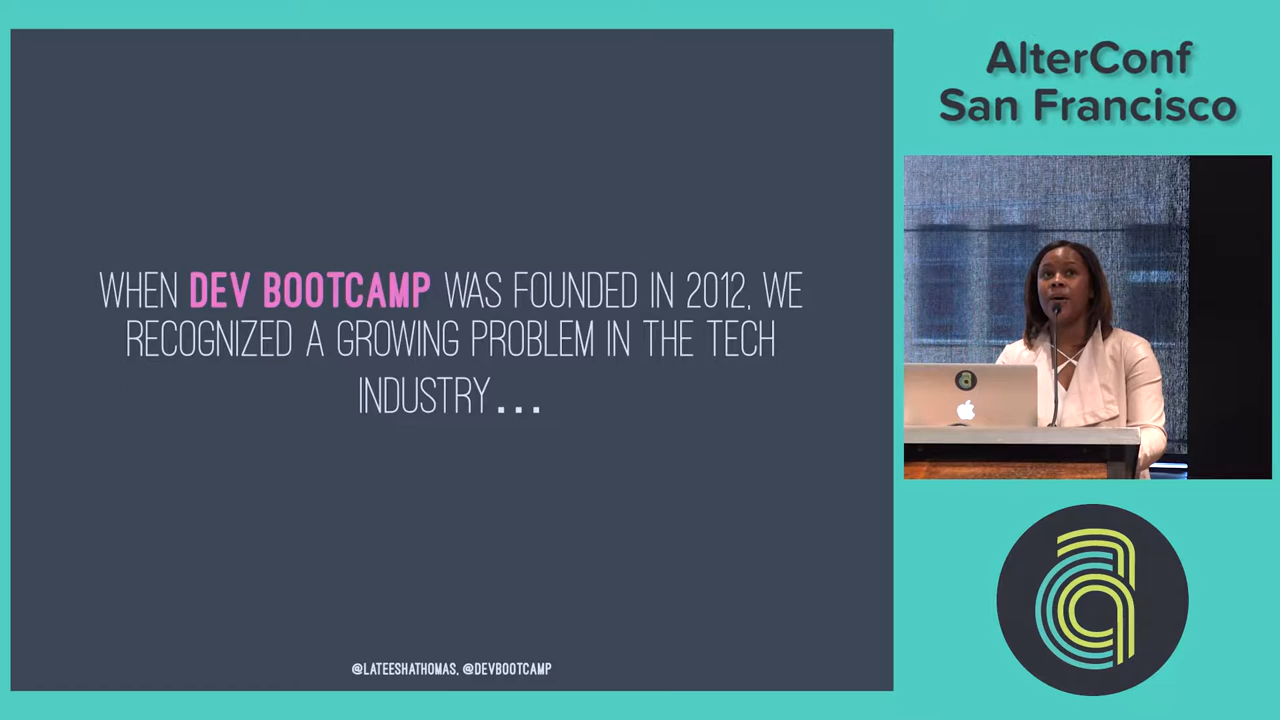 AlterConf
San Francisco
WHEN DEV BOOTCAMP WAS FOUNDED IN 2012, WE
RECOGNIZED A GROWING PROBLEM IN THE TECH
INDUSTRY...
@LATEESHATHOMAS, @DEVBOOTCAMP